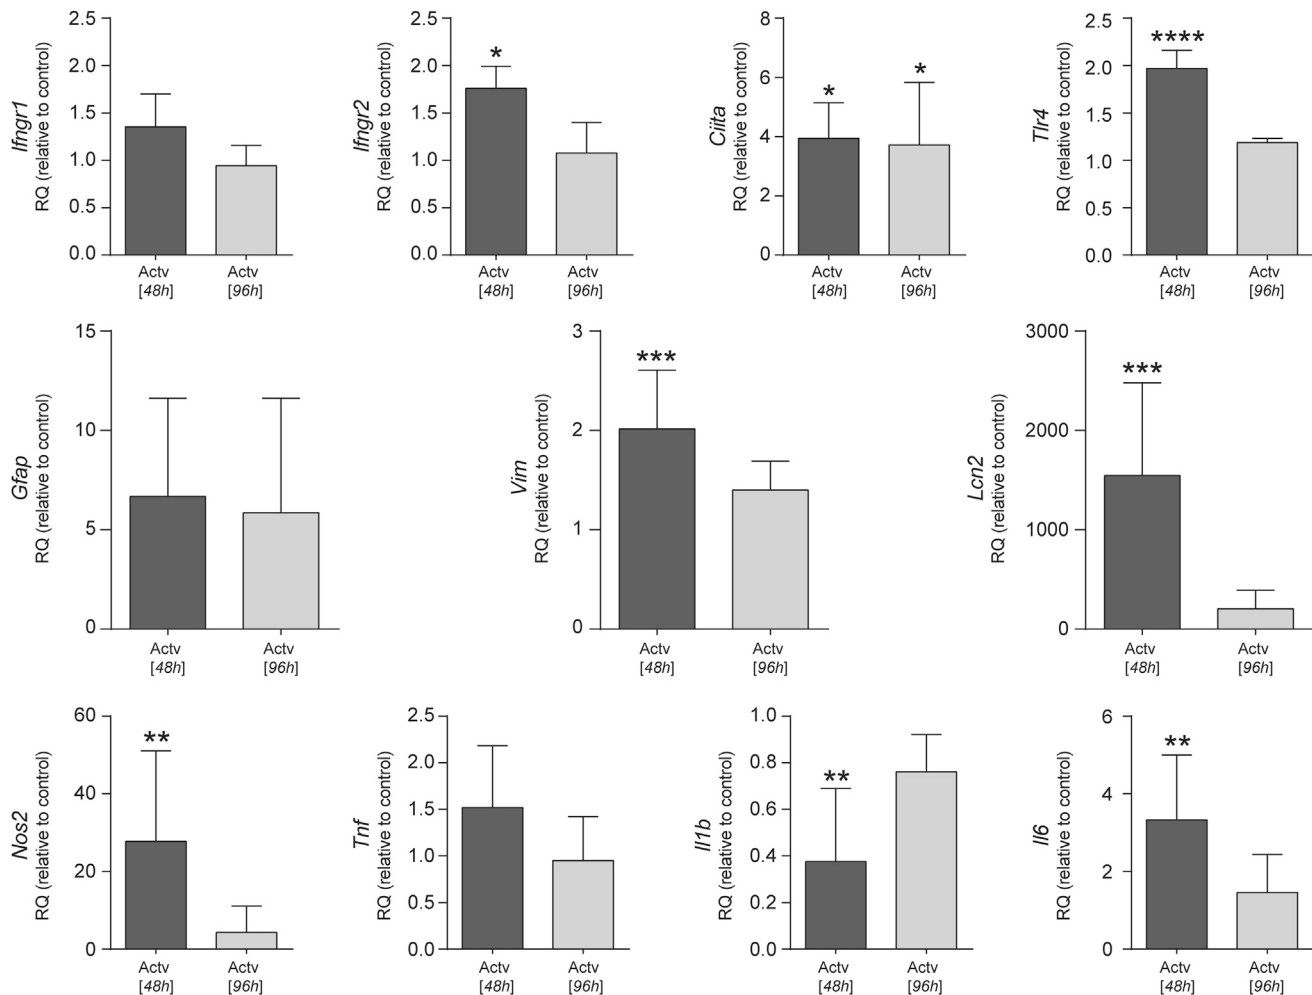 Ifngr1
RQ (relative to control)
2.5
2.0
1.5
1.0
0.5
0.0
Actv
[48h]
Actv
[96h]
Ifngr2
RQ (relative to control)
2.5
2.0
1.5
1.0
0.5
0.0
*
Actv
[48h]
Actv
[96h]
Ciita
RQ (relative to control)
8
6
4
2
0
*
*
Actv
[48h]
Actv
[96h]
Tlr4
RQ (relative to control)
2.5
2.0
1.5
1.0
0.5
0.0
****
Actv
[48h]
Actv
[96h]
Gfap
RQ (relative to control)
15
10
5
0
Actv
[48h]
Actv
[96h]
Vim
RQ (relative to control)
3
2
1
0
***
Actv
[48h]
Actv
[96h]
Lcn2
RQ (relative to control)
3000
2000
1000
0
***
Actv
[48h]
Actv
[96h]
Nos2
RQ (relative to control)
60
40
20
0
**
Actv
[48h]
Actv
[96h]
Tnf
RQ (relative to control)
2.5
2.0
1.5
1.0
0.5
0.0
Actv
[48h]
Actv
[96h]
Il1b
RQ (relative to control)
1.0
0.8
0.6
0.4
0.2
0.0
**
Actv
[48h]
Actv
[96h]
Il6
RQ (relative to control)
6
4
2
0
**
Actv
[48h]
Actv
[96h]